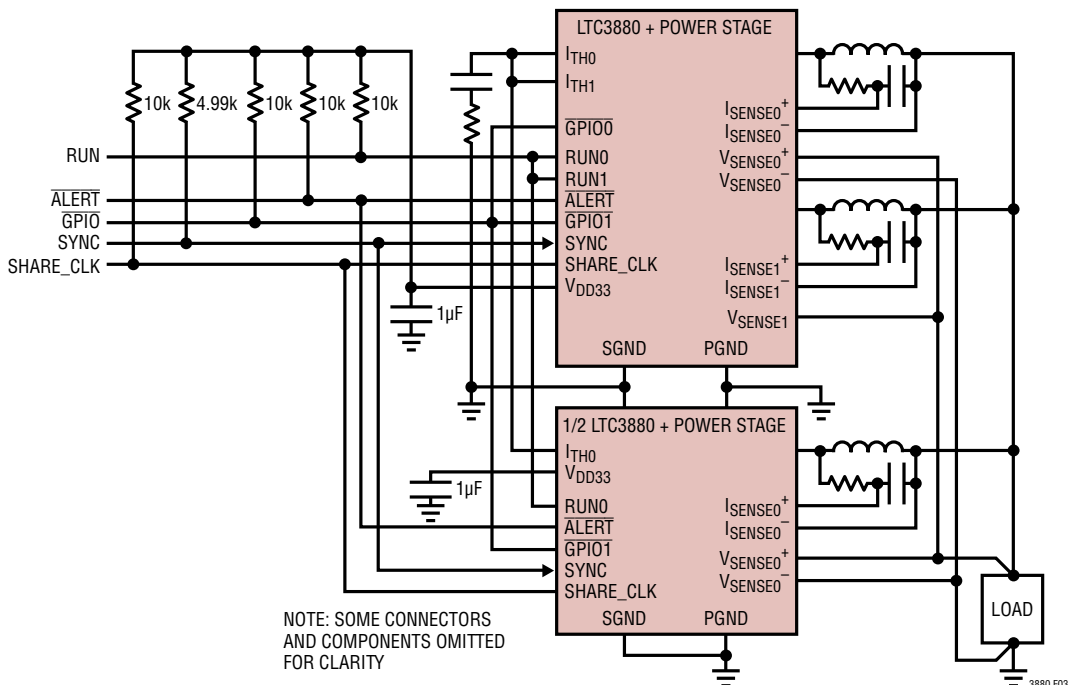 LTC3880 + POWER STAGE
10k
4.99k
10k
10k
10k
RUN
ALERT
GPIO
SYNC
SHARE_CLK
1µF
ITH0
ITH1
GPIO0
RUN0
RUN1
ALERT
GPIO1
SYNC
SHARE_CLK
VDD33
SGND
PGND
ISENSE0+
ISENSE0–
VSENSE0+
VSENSE0–
ISENSE1+
ISENSE1–
VSENSE1
1/2 LTC3880 + POWER STAGE
ITH0
VDD33
1µF
RUN0
ALERT
GPIO1
SYNC
SHARE_CLK
SGND
PGND
ISENSE0+
ISENSE0–
VSENSE0+
VSENSE0–
LOAD
NOTE: SOME CONNECTORS
AND COMPONENTS OMITTED
FOR CLARITY
3880 F03